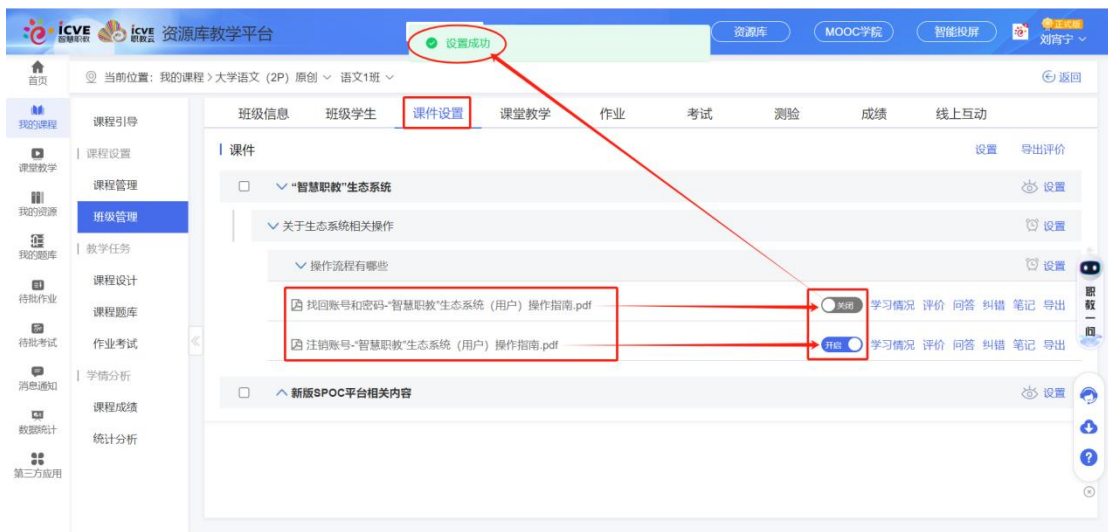 icve 智慧职教 icve 职教云 资源库教学平台
设置成功
资源库 MOOC学院 智能投屏 正式版 刘宵宁
首页
当前位置：我的课程 > 大学语文 (2P) 原创 语文1班
返回
我的课程
课堂教学
我的资源
我的题库
待批作业
待批考试
消息通知
数据统计
第三方应用
课程引导
课程设置
课程管理
班级管理
教学任务
课程设计
课程题库
作业考试
学情分析
课程成绩
统计分析
班级信息 班级学生 课件设置 课堂教学 作业 考试 测验 成绩 线上互动
课件 设置 导出评价
“智慧职教”生态系统 设置
关于生态系统相关操作 设置
操作流程有哪些 设置
找回账号和密码-“智慧职教”生态系统（用户）操作指南.pdf 关闭 学习情况 评价 问答 纠错 笔记 导出
注销账号-“智慧职教”生态系统（用户）操作指南.pdf 开启 学习情况 评价 问答 纠错 笔记 导出
新版SPOC平台相关内容 设置
职教一问